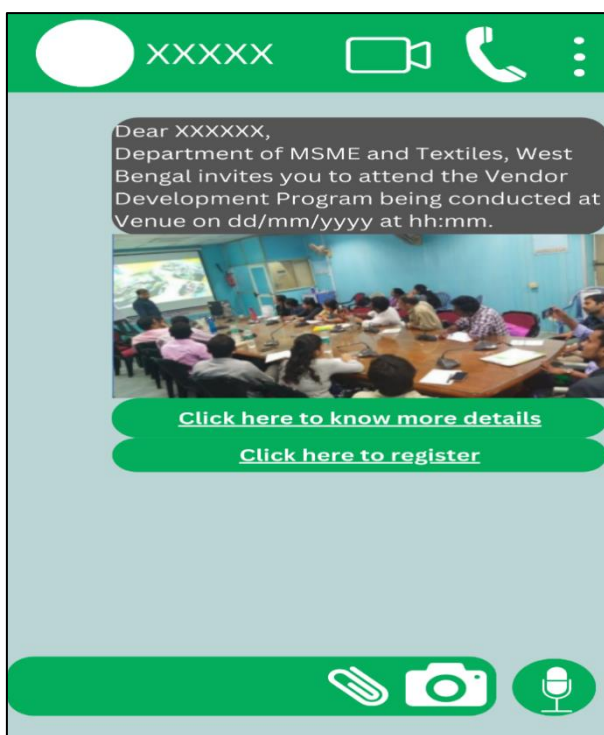 XXXXX
Dear XXXXXX,
Department of MSME and Textiles, West
Bengal invites you to attend the Vendor
Development Program being conducted at
Venue on dd/mm/yyyy at hh:mm.
Click here to know more details
Click here to register